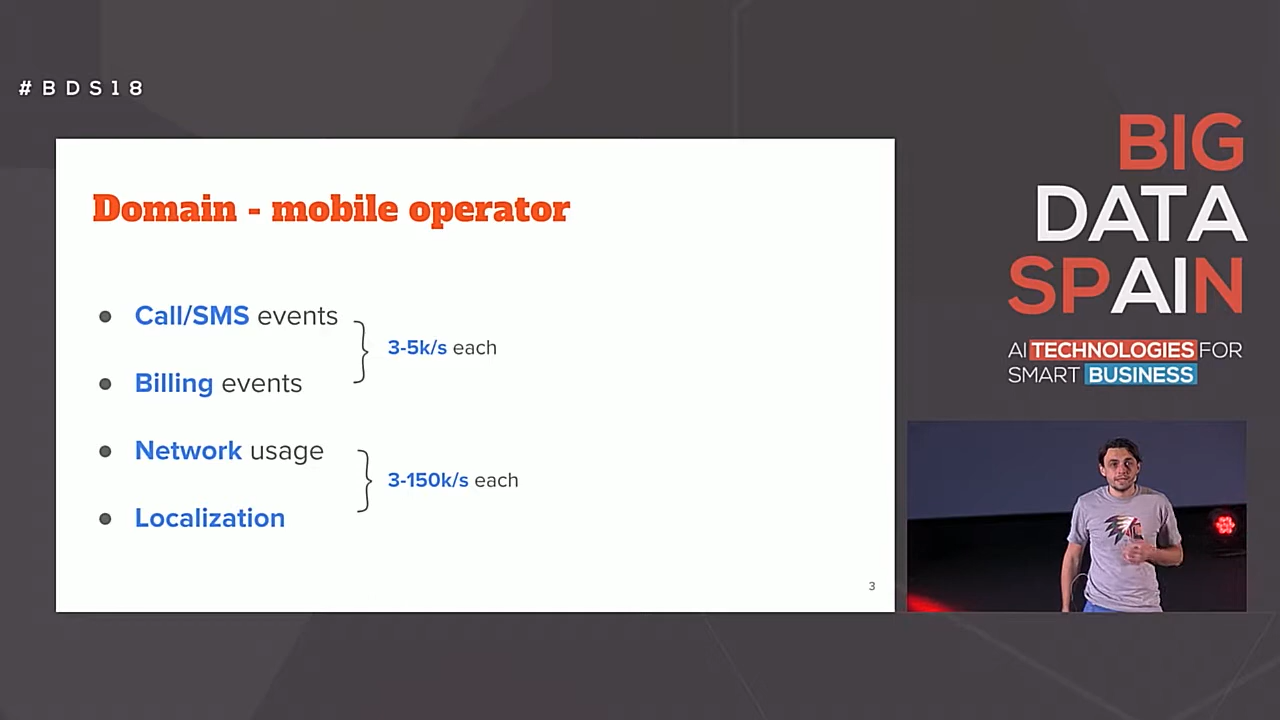 #BDS18
Domain - mobile operator
● Call/SMS events
3-5k/s each
● Billing events
● Network usage
3-150k/s each
● Localization
3
BIG
DATA
SPAIN
AI TECHNOLOGIES FOR
SMART BUSINESS